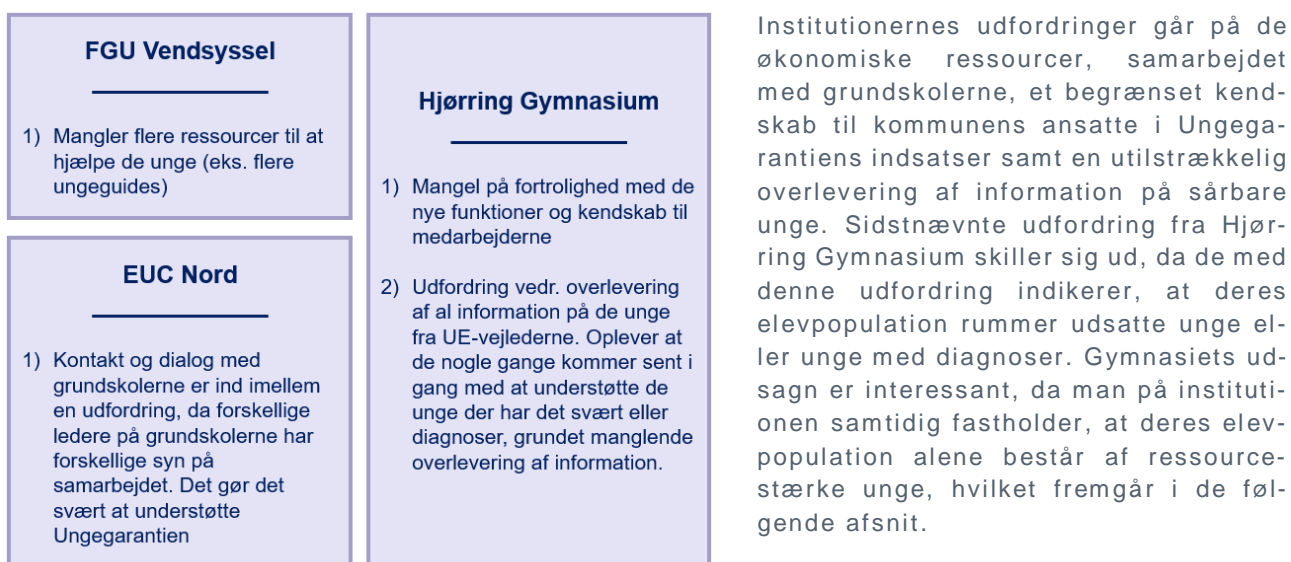 FGU Vendsyssel
1) Mangler flere ressourcer til at
hjælpe de unge (eks. flere
ungeguides)
EUC Nord
1) Kontakt og dialog med
grundskolerne er ind imellem
en udfordring, da forskellige
ledere på grundskolerne har
forskellige syn på
samarbejdet. Det gør det
svært at understøtte
Ungegarantien
Hjørring Gymnasium
1) Mangel på fortrolighed med de
nye funktioner og kendskab til
medarbejderne
2) Udfordring vedr. overlevering
af al information på de unge
fra UE-vejlederne. Oplever at
de nogle gange kommer sent i
gang med at understøtte de
unge der har det svært eller
diagnoser, grundet manglende
overlevering af information.
Institutionernes udfordringer går på de
økonomiske ressourcer, samarbejdet
med grundskolerne, et begrænset kend-
skab til kommunens ansatte i Ungega-
rantiens indsatser samt en utilstrækkelig
overlevering af information på sårbare
unge. Sidstnævnte udfordring fra Hjør-
ring Gymnasium skiller sig ud, da de med
denne udfordring indikerer, at deres
elevpopulation rummer udsatte unge el-
ler unge med diagnoser. Gymnasiets ud-
sagn er interessant, da man på instituti-
onen samtidig fastholder, at deres elev-
population alene består af ressource-
stærke unge, hvilket fremgår i de føl-
gende afsnit.